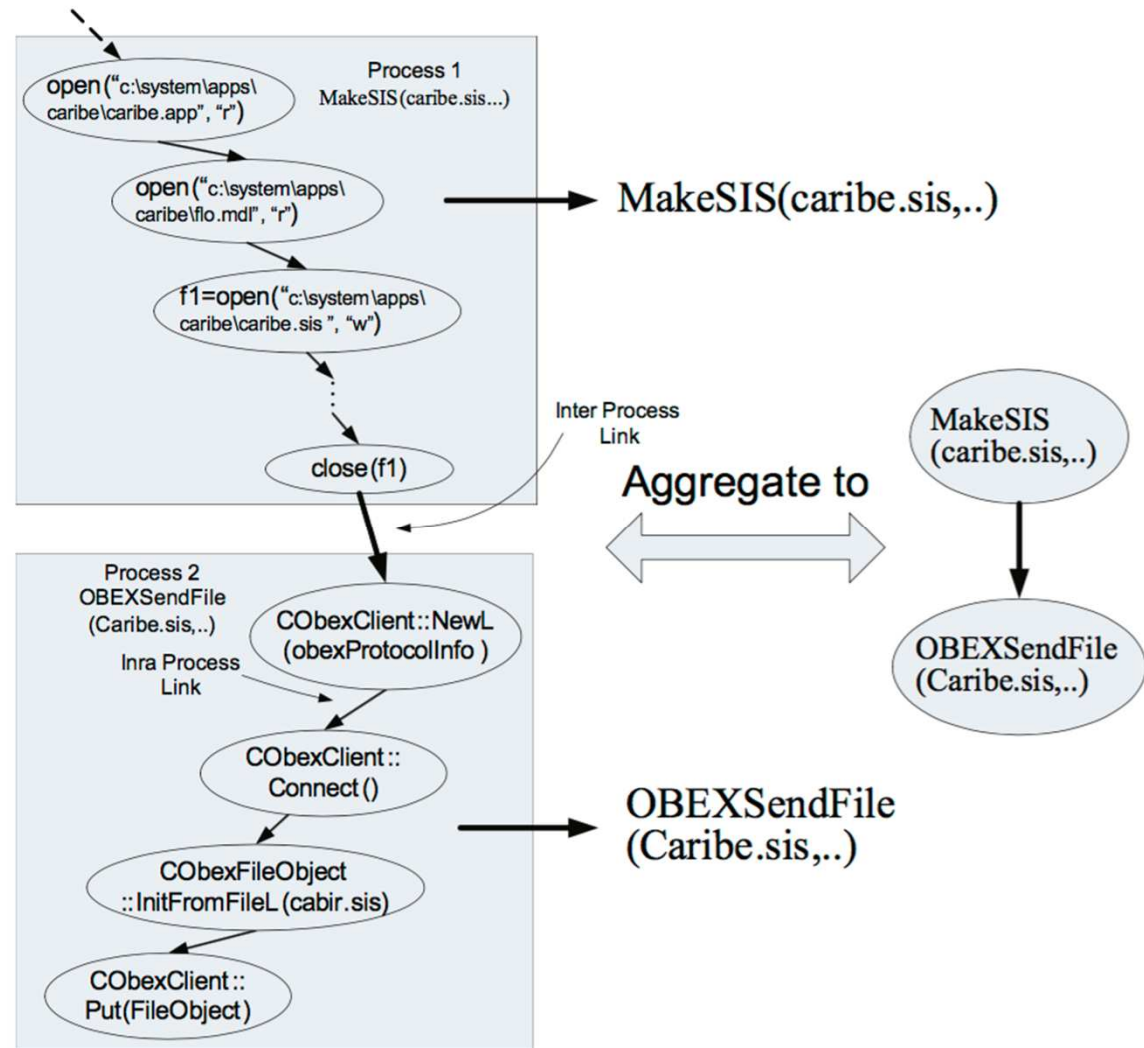 Process 1
MakeSIS(caribe.sis...)
open("c:\system\apps\
caribe\caribe.app", "r")
open("c:\system\apps\
caribe\flo.mdl", "r")
f1=open("c:\system\apps\
caribe\caribe.sis ", "w")
close(f1)
MakeSIS(caribe.sis,..)
Inter Process
Link
Aggregate to
MakeSIS
(caribe.sis,..)
OBEXSendFile
(Caribe.sis,..)
Process 2
OBEXSendFile
(Caribe.sis,..)
Inra Process
Link
CObexClient::NewL
(obexProtocolInfo )
CObexClient::
Connect()
CObexFileObject
::InitFromFileL(cabir.sis)
CObexClient::
Put(FileObject)
OBEXSendFile
(Caribe.sis,..)